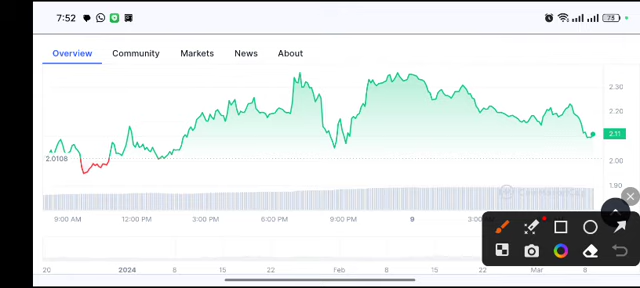 7:52
78
Overview Community Markets News About
2.30
2.20
2.11
2.0108
2.00
1.90
9:00 AM 12:00 PM 3:00 PM 6:00 PM 9:00 PM 9
20 2024 8 15 22 Feb 8 15 22 Mar 8